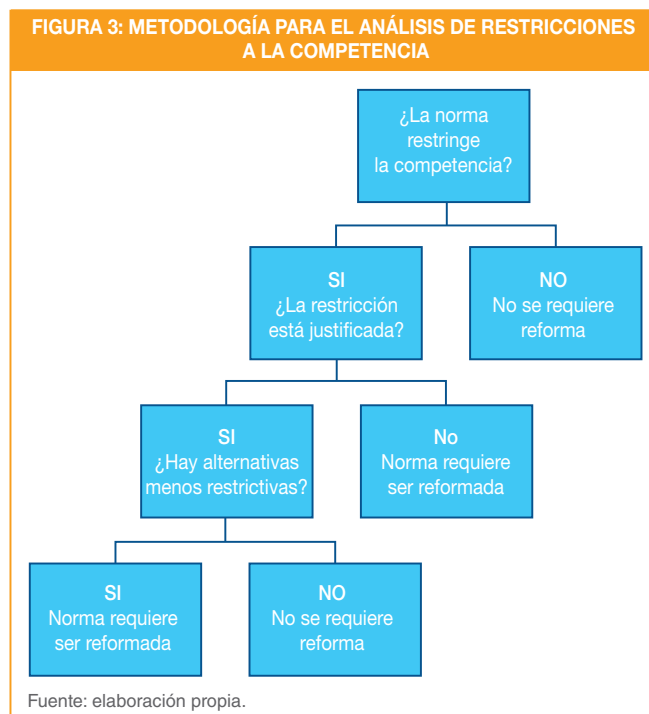 FIGURA 3: METODOLOGÍA PARA EL ANÁLISIS DE RESTRICCIONES
A LA COMPETENCIA
¿La norma
restringe
la competencia?
SI
¿La restricción
está justificada?
NO
No se requiere
reforma
SI
¿Hay alternativas
menos restrictivas?
No
Norma requiere
ser reformada
SI
Norma requiere
ser reformada
NO
No se requiere
reforma
Fuente: elaboración propia.